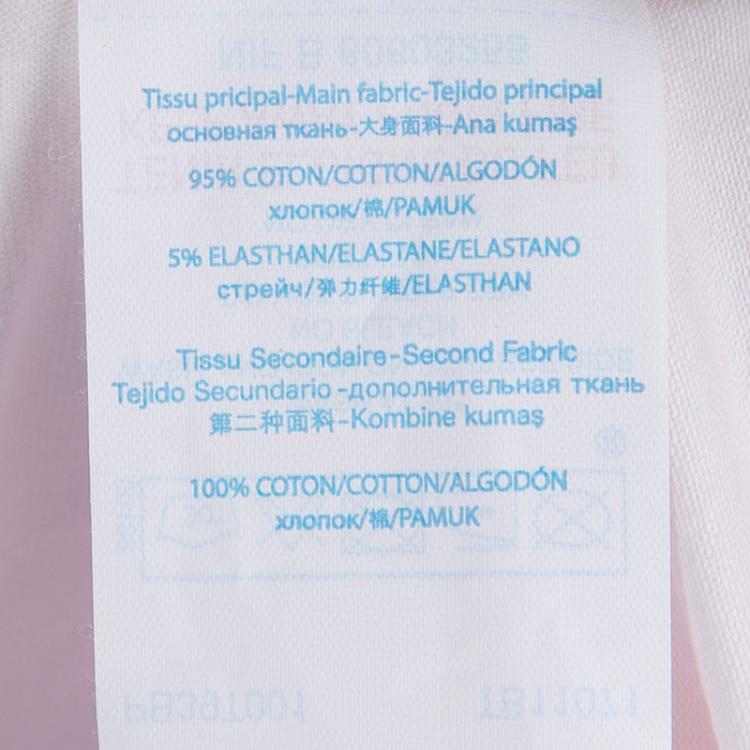 Tissu pricipal-Main fabric-Tejido principal
основная ткань-大身面料-Ana kumaş
95% COTON/COTTON/ALGODÓN
хлопок/棉/PAMUK
5% ELASTHAN/ELASTANE/ELASTANO
стрейч/弹力纤维/ELASTHAN
Tissu Secondaire-Second Fabric
Tejido Secundario-дополнительная ткань
第二种面料-Kombine kumaş
100% COTON/COTTON/ALGODÓN
хлопок/棉/PAMUK